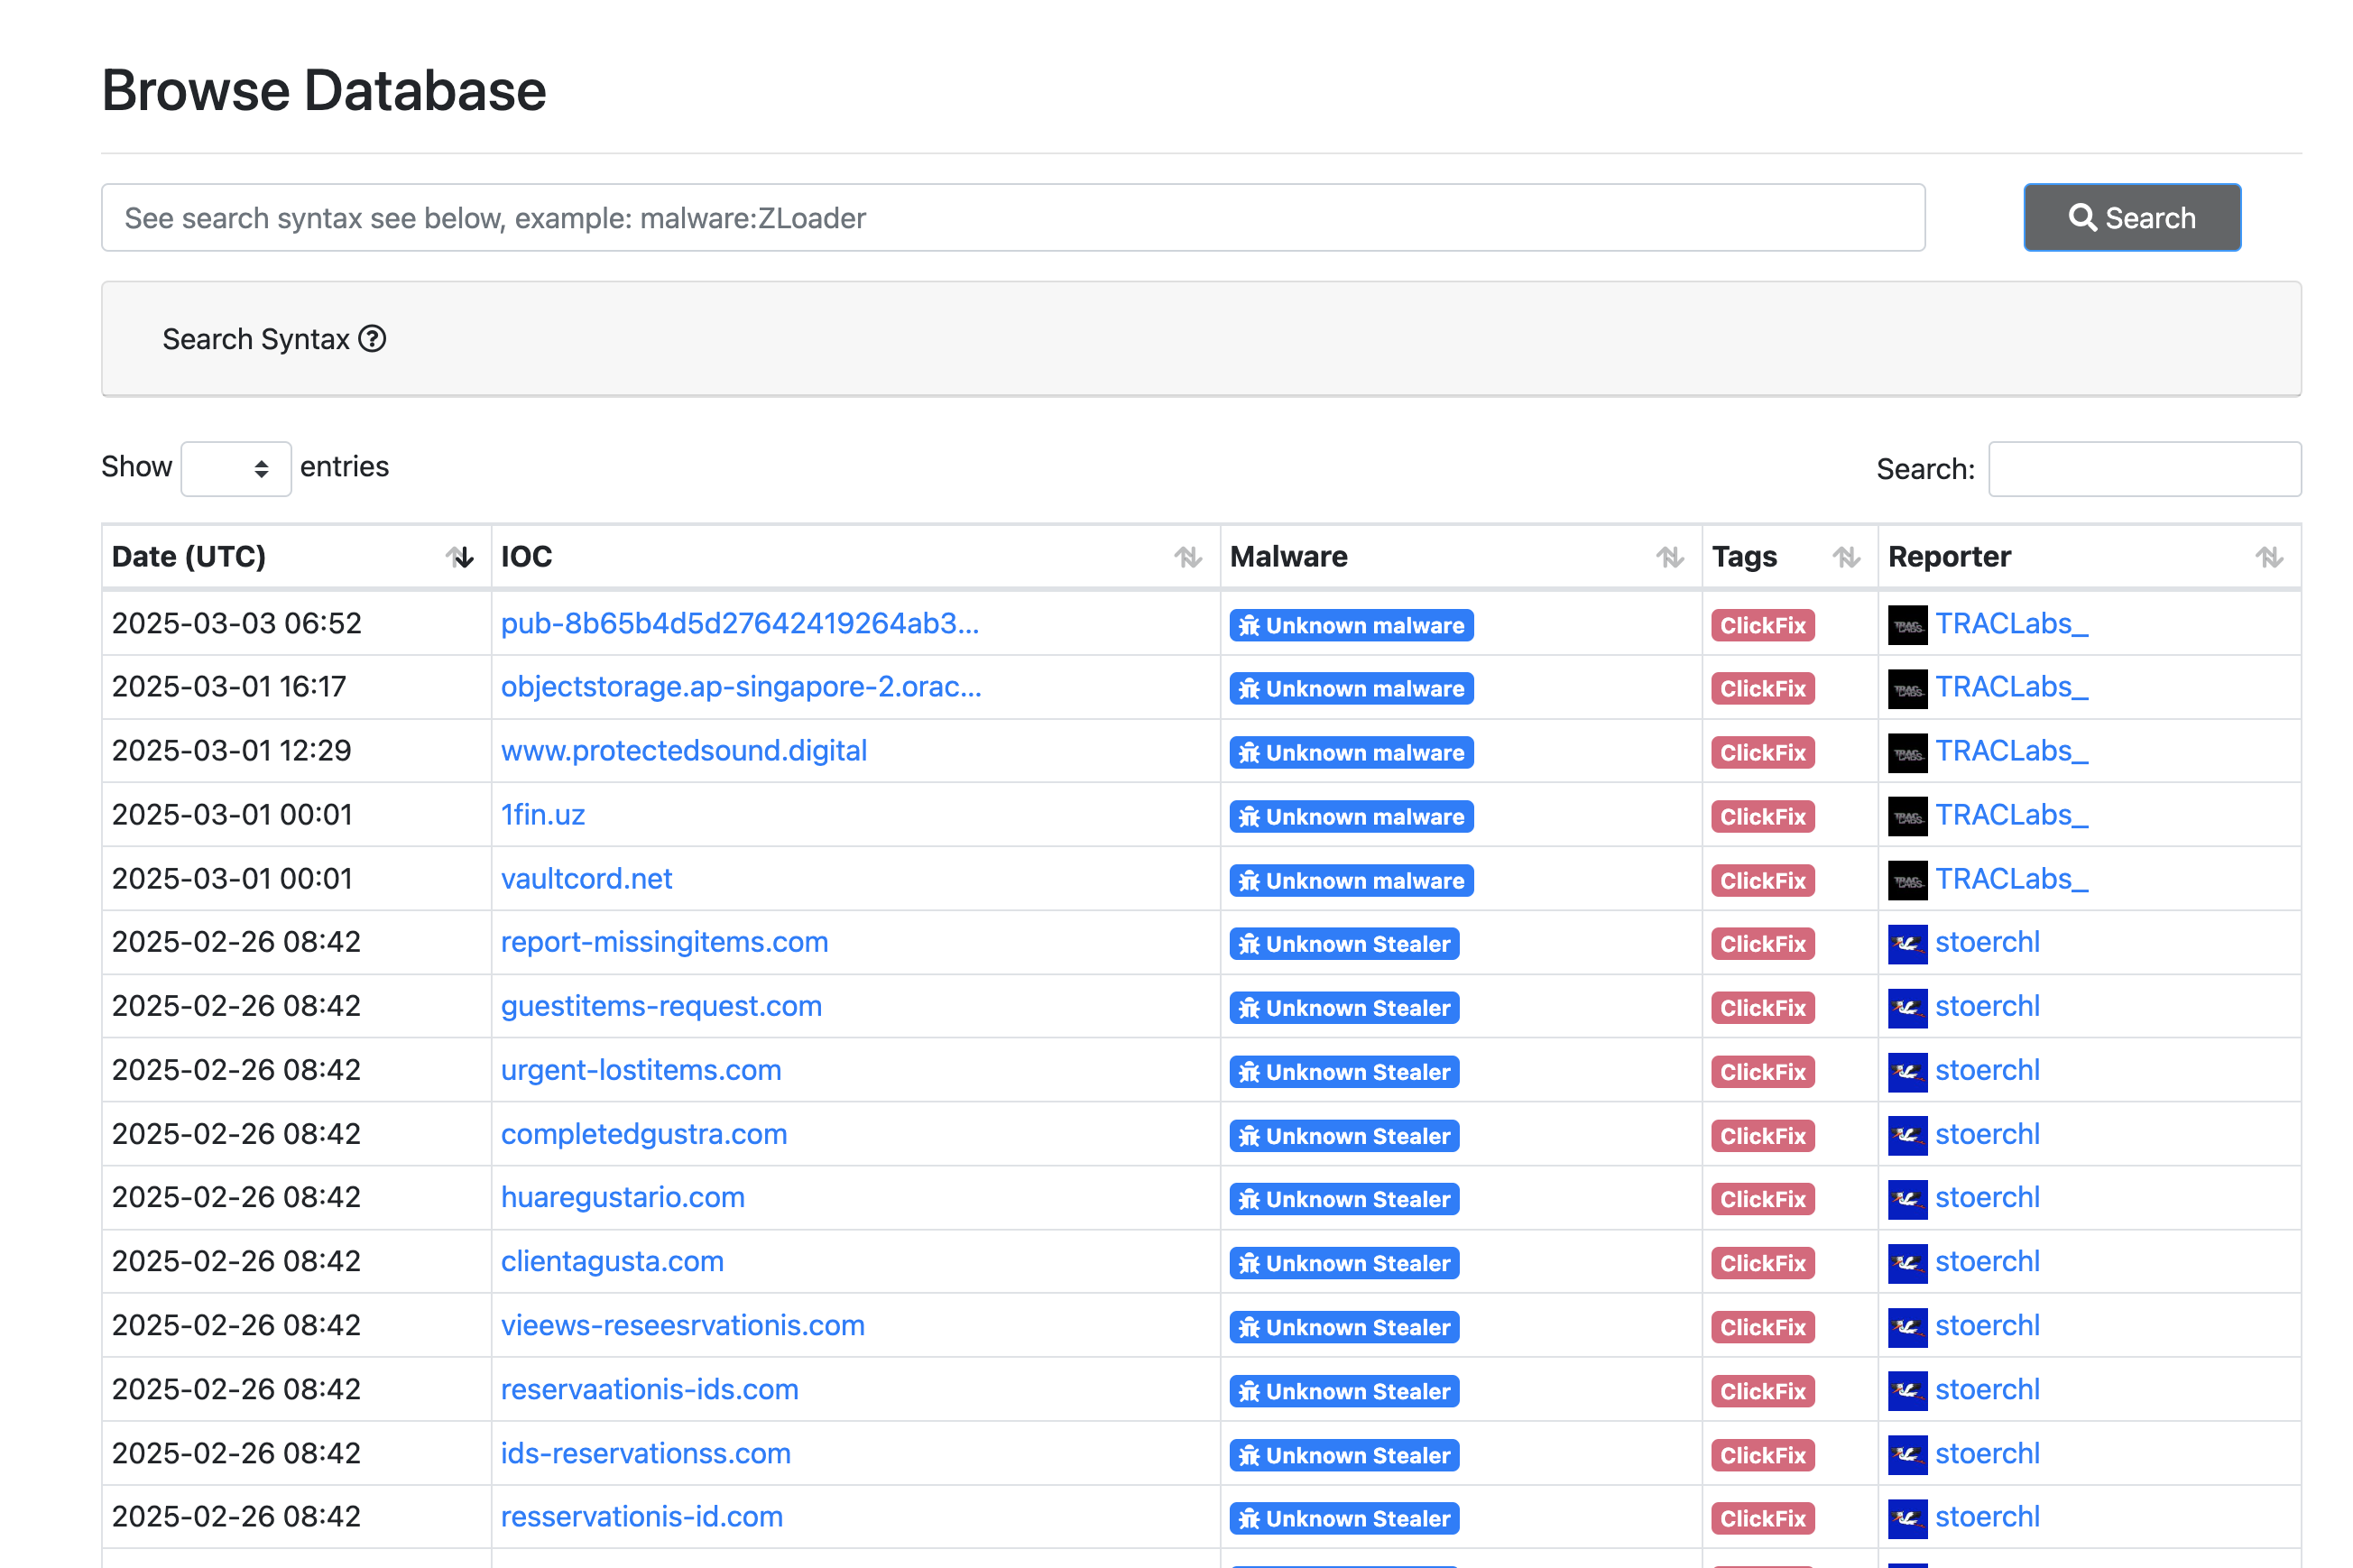 Browse Database
See search syntax see below, example: malware:ZLoader
Search
Search Syntax
Show entries
Search:
Date (UTC) IOC Malware Tags Reporter
2025-03-03 06:52 pub-8b65b4d5d27642419264ab3... Unknown malware ClickFix TRACLabs_
2025-03-01 16:17 objectstorage.ap-singapore-2.orac... Unknown malware ClickFix TRACLabs_
2025-03-01 12:29 www.protectedsound.digital Unknown malware ClickFix TRACLabs_
2025-03-01 00:01 1fin.uz Unknown malware ClickFix TRACLabs_
2025-03-01 00:01 vaultcord.net Unknown malware ClickFix TRACLabs_
2025-02-26 08:42 report-missingitems.com Unknown Stealer ClickFix stoerchl
2025-02-26 08:42 guestitems-request.com Unknown Stealer ClickFix stoerchl
2025-02-26 08:42 urgent-lostitems.com Unknown Stealer ClickFix stoerchl
2025-02-26 08:42 completedgustra.com Unknown Stealer ClickFix stoerchl
2025-02-26 08:42 huaregustario.com Unknown Stealer ClickFix stoerchl
2025-02-26 08:42 clientagusta.com Unknown Stealer ClickFix stoerchl
2025-02-26 08:42 vieews-reseesrvationis.com Unknown Stealer ClickFix stoerchl
2025-02-26 08:42 reservaationis-ids.com Unknown Stealer ClickFix stoerchl
2025-02-26 08:42 ids-reservationss.com Unknown Stealer ClickFix stoerchl
2025-02-26 08:42 resservationis-id.com Unknown Stealer ClickFix stoerchl